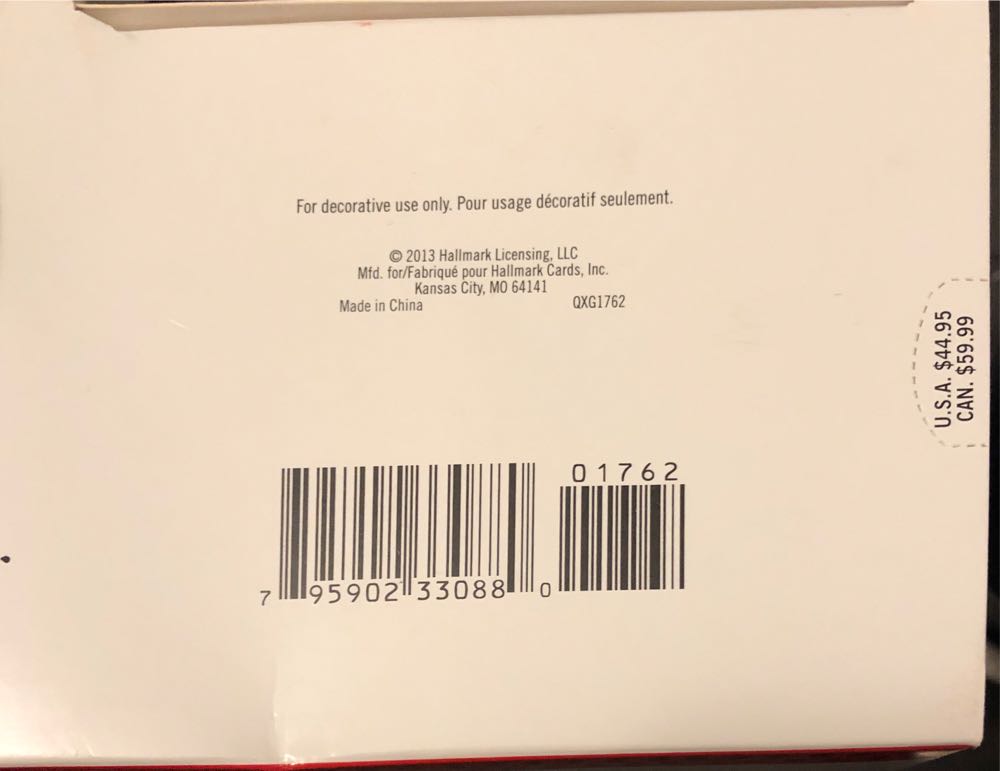 For decorative use only. Pour usage décoratif seulement.
© 2013 Hallmark Licensing, LLC
Mfd. for/Fabriqué pour Hallmark Cards, Inc.
Kansas City, MO 64141
Made in China QXG1762
U.S.A. $44.95
CAN. $59.99
01762
7 95902 33088 0